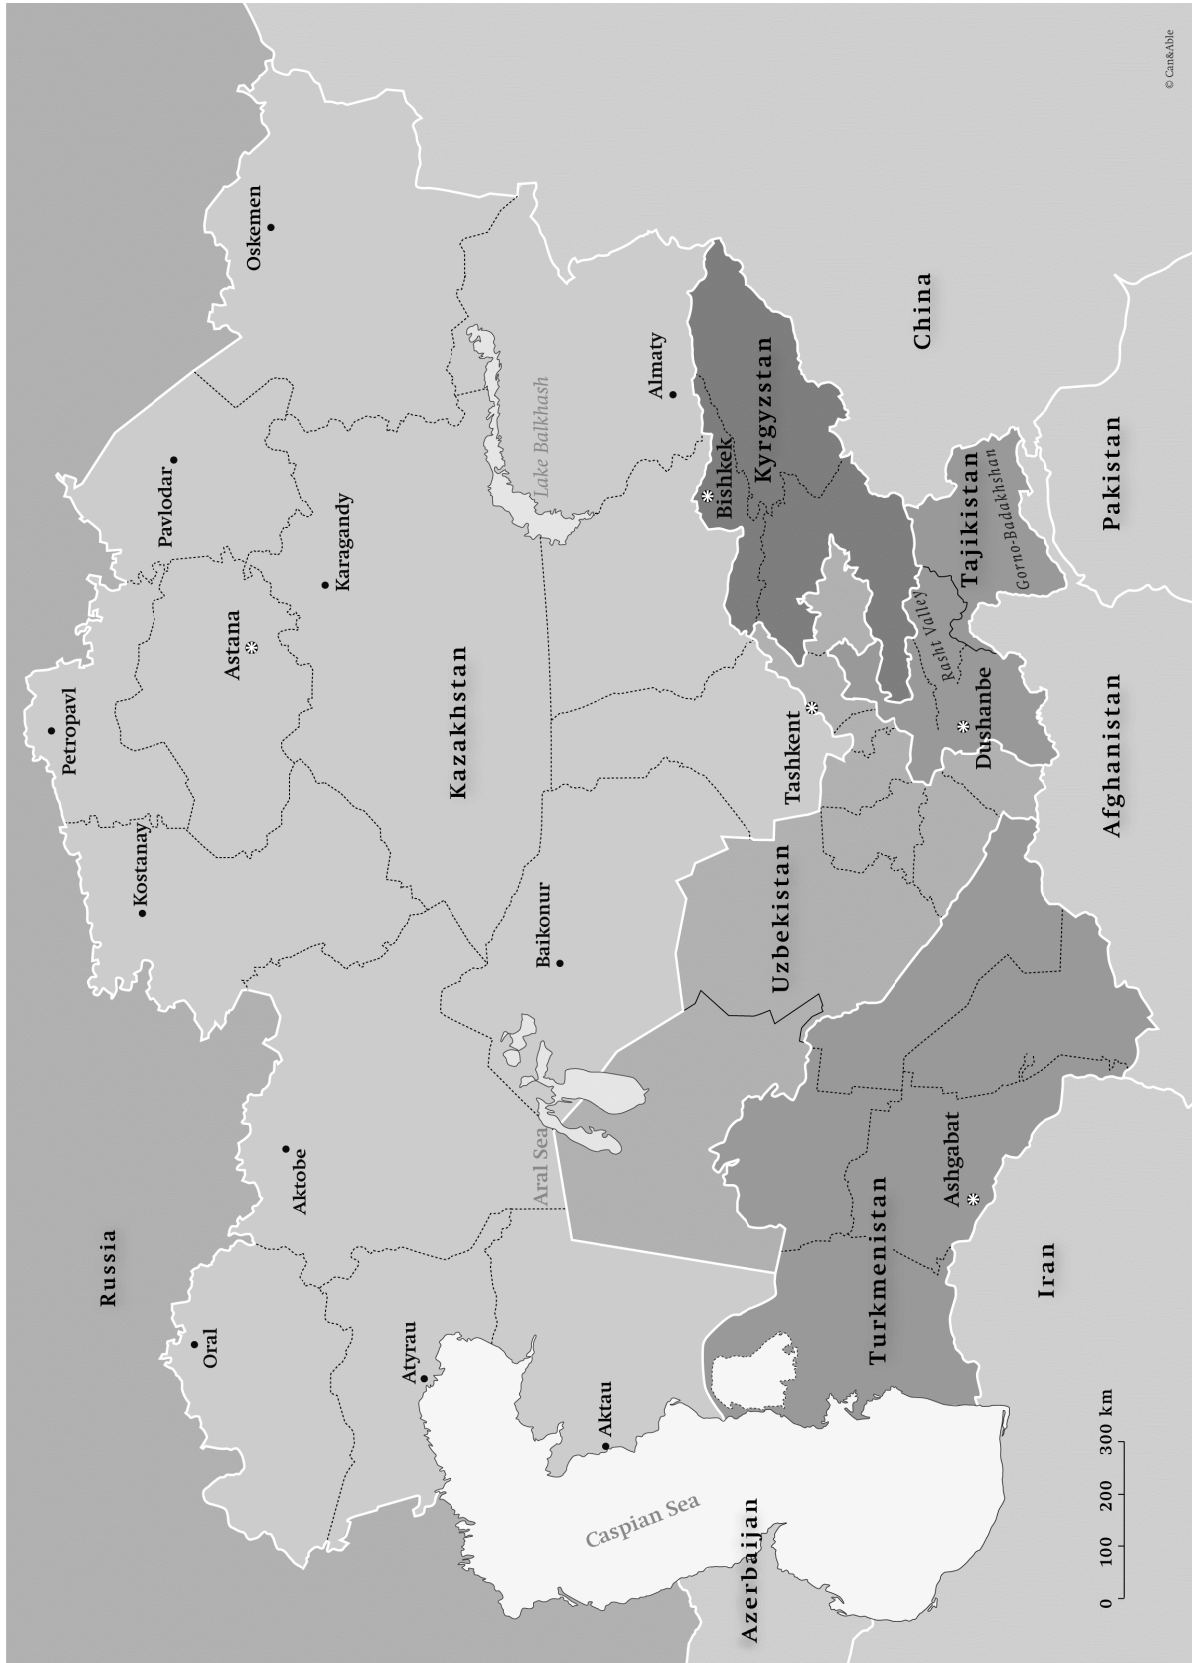 Russia
Petropavl
Kostanay
Pavlodar
Oskemen
Oral
Astana
Aktobe
Karagandy
Atyrau
Kazakhstan
Aral Sea
Lake Balkhash
Baikonur
Aktau
Almaty
Caspian Sea
Bishkek
Kyrgyzstan
Azerbaijan
Uzbekistan
Tashkent
Turkmenistan
China
Rasht Valley
Ashgabat
Dushanbe
Tajikistan
Gorno-Badakhshan
Iran
Afghanistan
Pakistan
0 100 200 300 km
© Can&Able